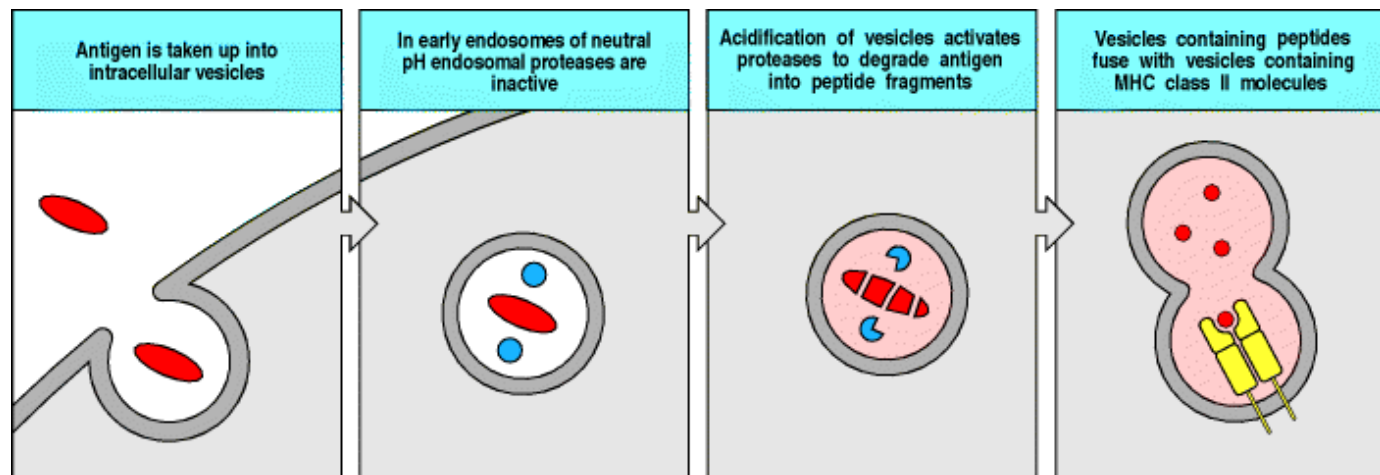 Antigen is taken up into
intracellular vesicles
In early endosomes of neutral
pH endosomal proteases are
inactive
Acidification of vesicles activates
proteases to degrade antigen
into peptide fragments
Vesicles containing peptides
fuse with vesicles containing
MHC class II molecules